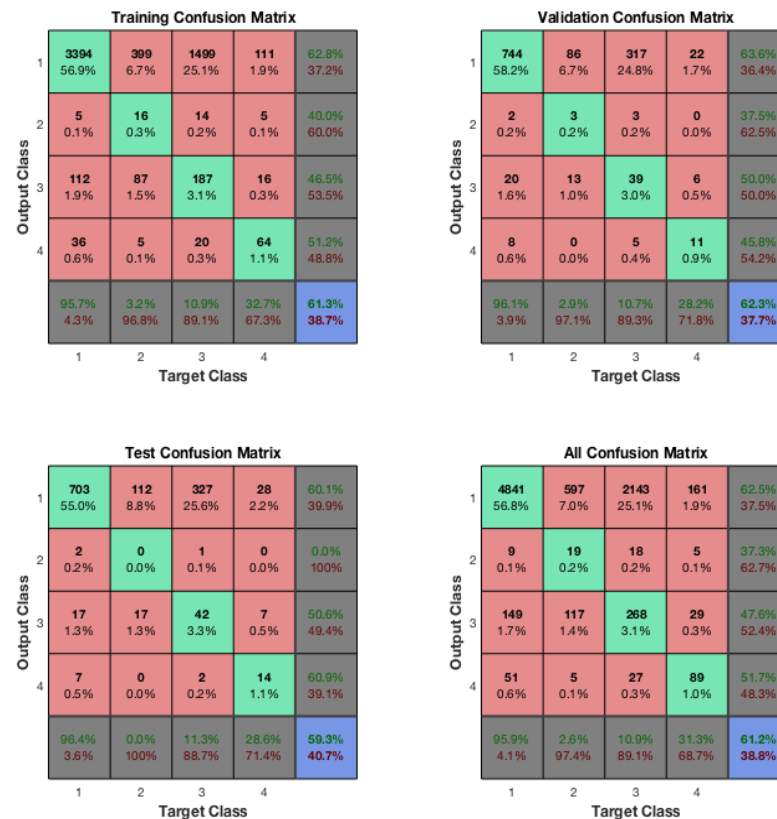 Training Confusion Matrix
3394 399 1499 111 62.8%
1
56.9% 6.7% 25.1% 1.9% 37.2%
5 16 14 5 40.0%
2
0.1% 0.3% 0.2% 0.1% 60.0%
112 87 187 16 46.5%
3
1.9% 1.5% 3.1% 0.3% 53.5%
36 5 20 64 51.2%
4
0.6% 0.1% 0.3% 1.1% 48.8%
95.7% 3.2% 10.9% 32.7% 61.3%
4.3% 96.8% 89.1% 67.3% 38.7%
1 2 3 4
Target Class
Output Class
Validation Confusion Matrix
744 86 317 22 63.6%
1
58.2% 6.7% 24.8% 1.7% 36.4%
2 3 3 0 37.5%
2
0.2% 0.2% 0.2% 0.0% 62.5%
20 13 39 6 50.0%
3
1.6% 1.0% 3.0% 0.5% 50.0%
8 0 5 11 45.8%
4
0.6% 0.0% 0.4% 0.9% 54.2%
96.1% 2.9% 10.7% 28.2% 62.3%
3.9% 97.1% 89.3% 71.8% 37.7%
1 2 3 4
Target Class
Output Class
Test Confusion Matrix
703 112 327 28 60.1%
1
55.0% 8.8% 25.6% 2.2% 39.9%
2 0 1 0 0.0%
2
0.2% 0.0% 0.1% 0.0% 100%
17 17 42 7 50.6%
3
1.3% 1.3% 3.3% 0.5% 49.4%
7 0 2 14 60.9%
4
0.5% 0.0% 0.2% 1.1% 39.1%
96.4% 0.0% 11.3% 28.6% 59.3%
3.6% 100% 88.7% 71.4% 40.7%
1 2 3 4
Target Class
Output Class
All Confusion Matrix
4841 597 2143 161 62.5%
1
56.8% 7.0% 25.1% 1.9% 37.5%
9 19 18 5 37.3%
2
0.1% 0.2% 0.2% 0.1% 62.7%
149 117 268 29 47.6%
3
1.7% 1.4% 3.1% 0.3% 52.4%
51 5 27 89 51.7%
4
0.6% 0.1% 0.3% 1.0% 48.3%
95.9% 2.6% 10.9% 31.3% 61.2%
4.1% 97.4% 89.1% 68.7% 38.8%
1 2 3 4
Target Class
Output Class